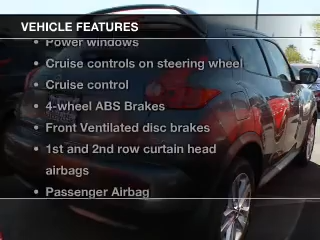 VEHICLE FEATURES
• Power windows
• Cruise controls on steering wheel
• Cruise control
• 4-wheel ABS Brakes
• Front Ventilated disc brakes
• 1st and 2nd row curtain head
airbags
• Passenger Airbag